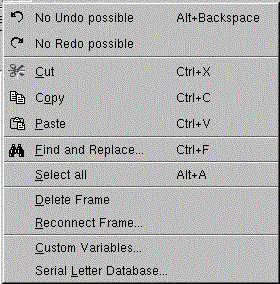 No Undo possible Alt+Backspace
No Redo possible
Cut Ctrl+X
Copy Ctrl+C
Paste Ctrl+V
Find and Replace... Ctrl+F
Select all Alt+A
Delete Frame
Reconnect Frame...
Custom Variables...
Serial Letter Database...